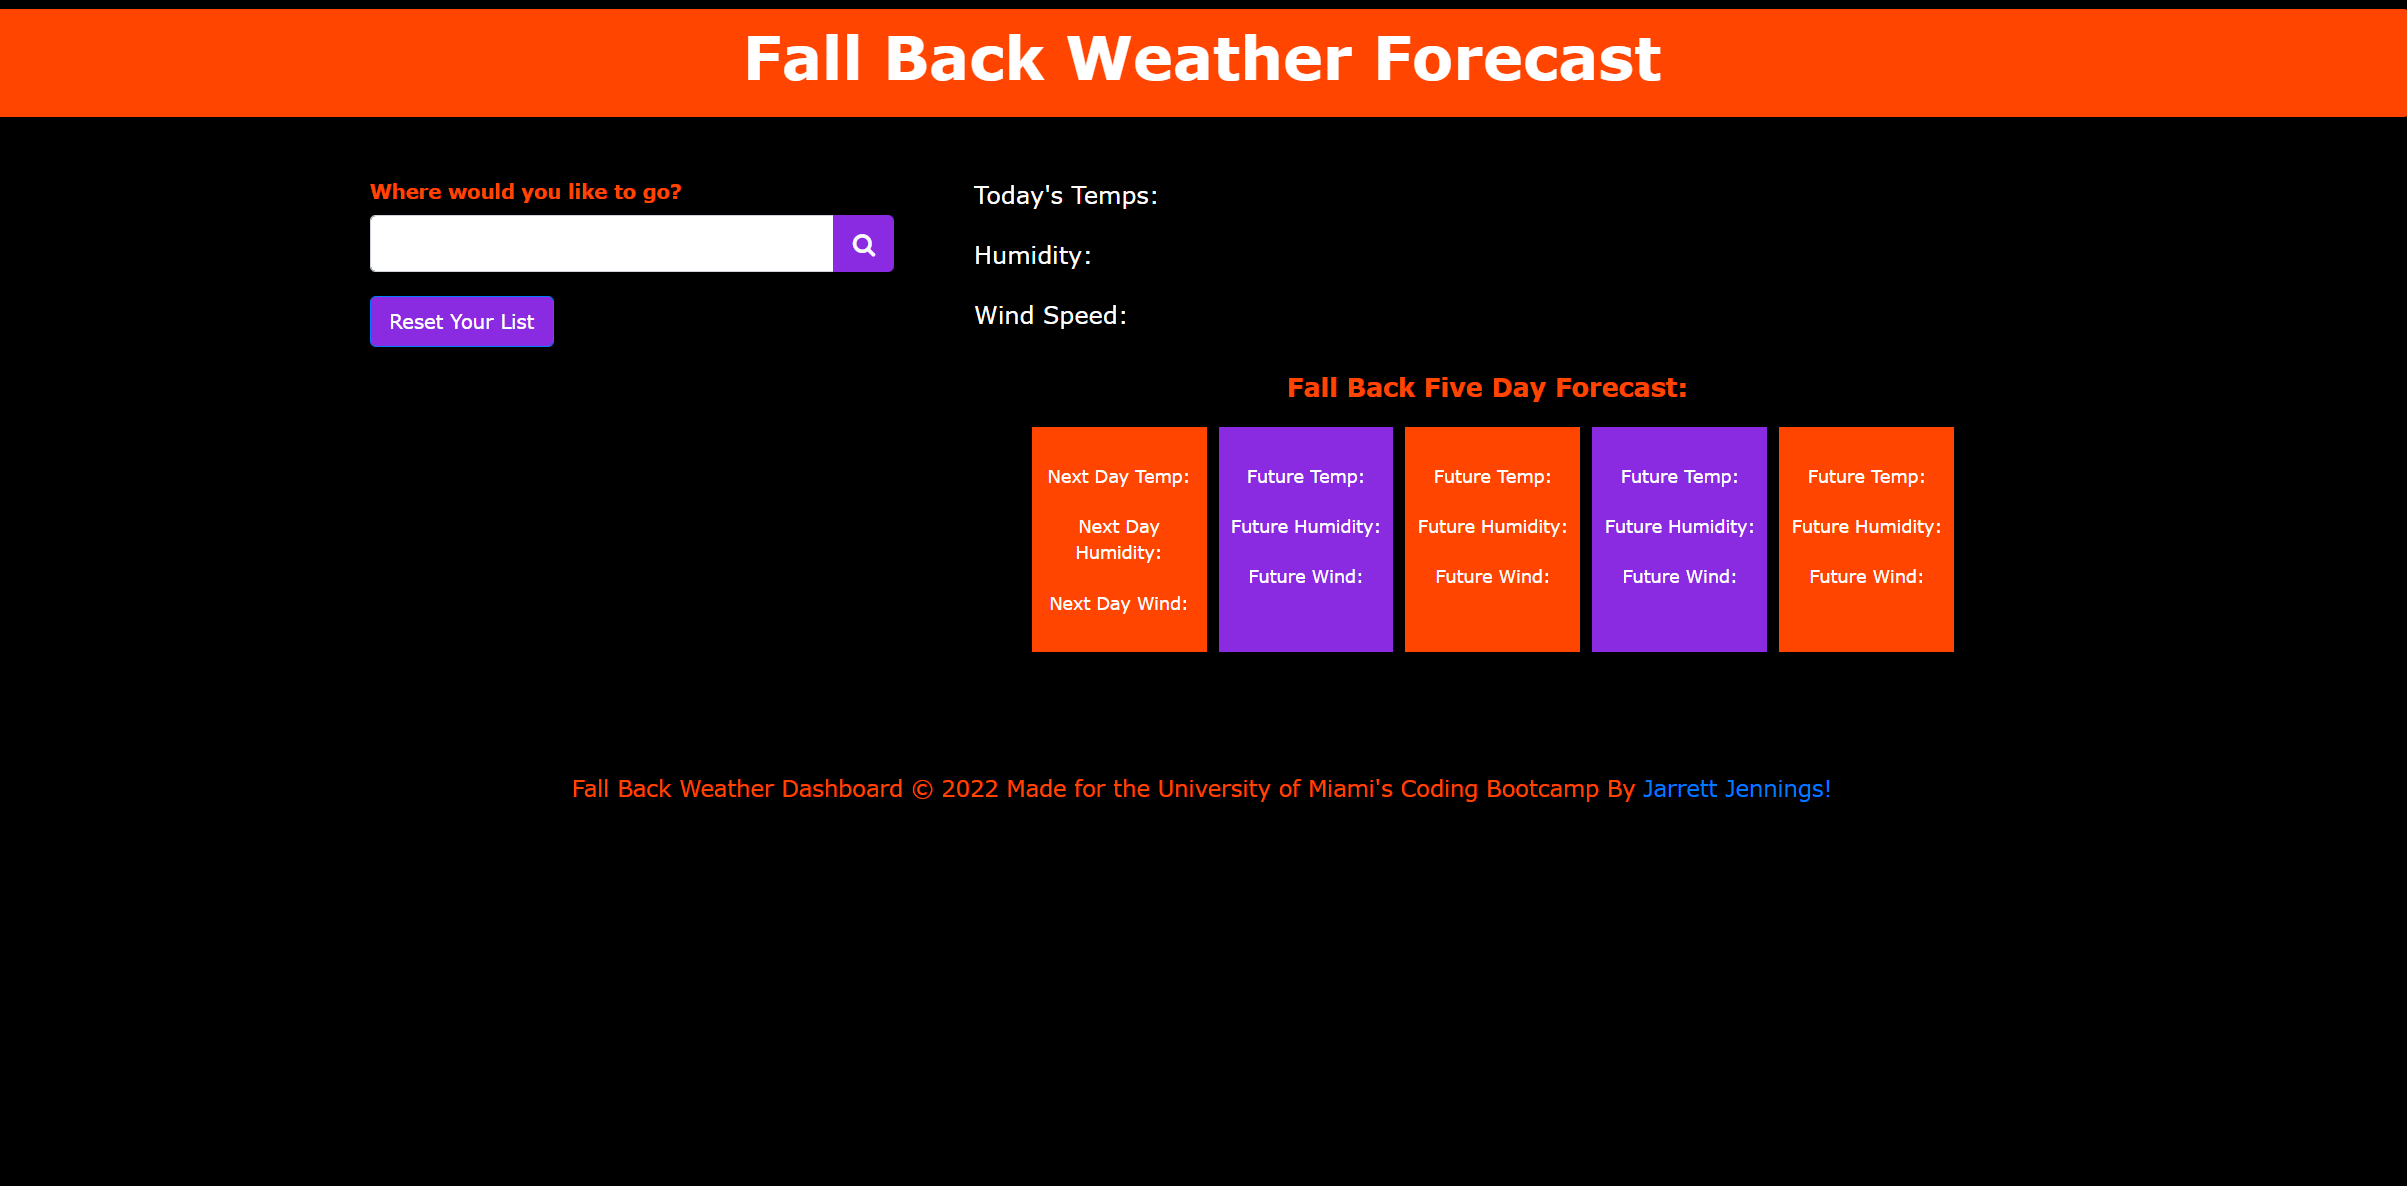 Fall Back Weather Forecast
Where would you like to go?
Reset Your List
Today's Temps:
Humidity:
Wind Speed:
Fall Back Five Day Forecast:
Next Day Temp:
Next Day
Humidity:
Next Day Wind:
Future Temp:
Future Humidity:
Future Wind:
Future Temp:
Future Humidity:
Future Wind:
Future Temp:
Future Humidity:
Future Wind:
Future Temp:
Future Humidity:
Future Wind:
Fall Back Weather Dashboard © 2022 Made for the University of Miami's Coding Bootcamp By Jarrett Jennings!